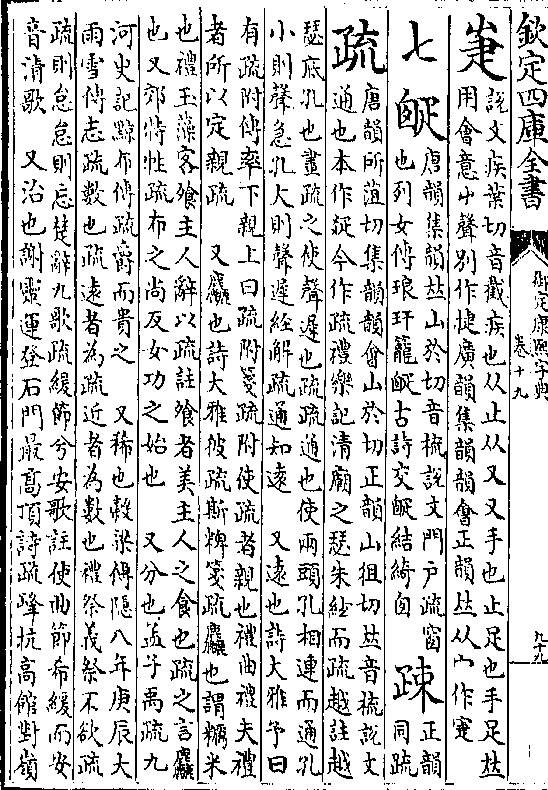 欽定四庫全書
御定康熙字典
卷十九
九十九
疌
說文疾葉切音截疾也从止从又又手也止足也手足𠀤
用會意屮聲別作㨗廣韻集韻韻會正韻𠀤从宀作寁
七
𤴙
唐韻集韻𠀤山於切音梳說文門戶疏窗
也列女傳琅玕籠𤴙古詩交𤴙結綺囱
疎
正韻
同疏
疏
唐韻所葅切集韻韻會山於切正韻山徂切𠀤音梳說文
通也本作今作疏禮樂記清廟之瑟朱絃而疏越註越
瑟底孔也畫疏之使聲遲也疏疏通也使兩頭孔相連而通孔
小則聲急孔大則聲遲經解疏通知遠 又遠也詩大雅予曰
有疏附傳率下親上曰疏附箋疏附使疏者親也禮曲禮夫禮
者所以定親疏 又麤也詩大雅彼疏斯粺箋疏麤也謂糲米
也禮玉藻客飧主人辭以疏註飧者美主人之食也疏之言麤
也又郊特牲疏布之尚反女功之始也 又分也孟子禹疏九
河史記黥布傳疏爵而貴之 又稀也穀梁傳隱八年庚辰大
雨雪傳志疏數也疏遠者為疏近者為數也禮祭義祭不欲疏
疏則怠怠則忘楚辭九歌疏緩節兮安歌註使曲節希緩而安
音清歌 又治也謝靈運登石門最高頂詩疏峰抗高館對嶺